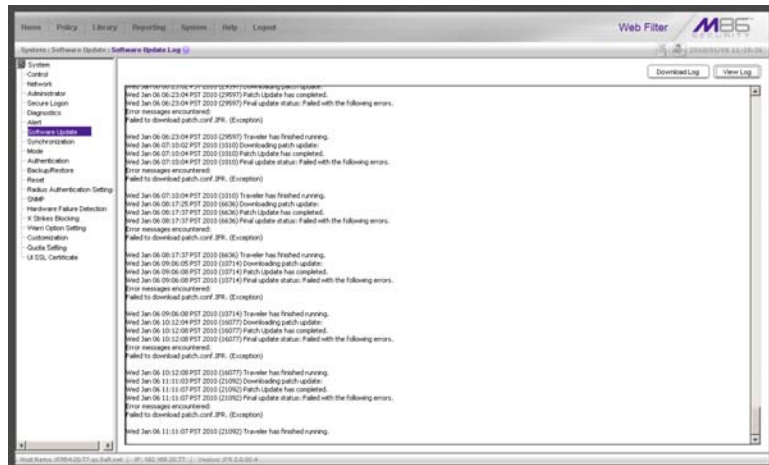 Home Policy Library Reporting System Help Logout
Web Filter
M86
SECURITY
System : Software Update : Software Update Log
Download Log View Log
System
Control
Network
Administrator
Secure Logon
Diagnostics
Alert
Software Update
Synchronization
Mode
Authentication
Backup/Restore
Reset
Radius Authentication Setting
SNMP
Hardware Failure Detection
X Strikes Blocking
Warn Option Setting
Customization
Quota Setting
UI SSL Certificate
Wed Jan 06 06:23:04 PST 2010 (29597) Patch Update has completed.
Wed Jan 06 06:23:04 PST 2010 (29597) Final update status: Failed with the following errors.
Error messages encountered:
Failed to download patch.conf.IFR. (Exception)
Wed Jan 06 06:23:04 PST 2010 (29597) Traveler has finished running.
Wed Jan 06 07:10:02 PST 2010 (1010) Downloading patch update:
Wed Jan 06 07:10:04 PST 2010 (1010) Patch Update has completed.
Wed Jan 06 07:10:04 PST 2010 (1010) Final update status: Failed with the following errors.
Error messages encountered:
Failed to download patch.conf.IFR. (Exception)
Wed Jan 06 07:10:04 PST 2010 (1010) Traveler has finished running.
Wed Jan 06 08:17:25 PST 2010 (6636) Downloading patch update:
Wed Jan 06 08:17:37 PST 2010 (6636) Patch Update has completed.
Wed Jan 06 08:17:37 PST 2010 (6636) Final update status: Failed with the following errors.
Error messages encountered:
Failed to download patch.conf.IFR. (Exception)
Wed Jan 06 08:17:37 PST 2010 (6636) Traveler has finished running.
Wed Jan 06 09:06:05 PST 2010 (10714) Downloading patch update:
Wed Jan 06 09:06:08 PST 2010 (10714) Patch Update has completed.
Wed Jan 06 09:06:08 PST 2010 (10714) Final update status: Failed with the following errors.
Error messages encountered:
Failed to download patch.conf.IFR. (Exception)
Wed Jan 06 09:06:08 PST 2010 (10714) Traveler has finished running.
Wed Jan 06 10:12:04 PST 2010 (16077) Downloading patch update:
Wed Jan 06 10:12:08 PST 2010 (16077) Patch Update has completed.
Wed Jan 06 10:12:08 PST 2010 (16077) Final update status: Failed with the following errors.
Error messages encountered:
Failed to download patch.conf.IFR. (Exception)
Wed Jan 06 10:12:08 PST 2010 (16077) Traveler has finished running.
Wed Jan 06 11:11:03 PST 2010 (21092) Downloading patch update:
Wed Jan 06 11:11:07 PST 2010 (21092) Patch Update has completed.
Wed Jan 06 11:11:07 PST 2010 (21092) Final update status: Failed with the following errors.
Error messages encountered:
Failed to download patch.conf.IFR. (Exception)
Wed Jan 06 11:11:07 PST 2010 (21092) Traveler has finished running.